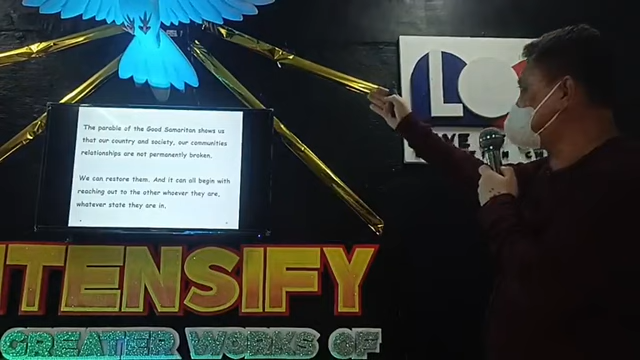 The parable of the Good Samaritan shows us
that our country and society, our communities
relationships are not permanently broken.
We can restore them. And it can all begin with
reaching out to the other whoever they are,
whatever state they are in.
NTENSIFY
GREATER WORKS OF